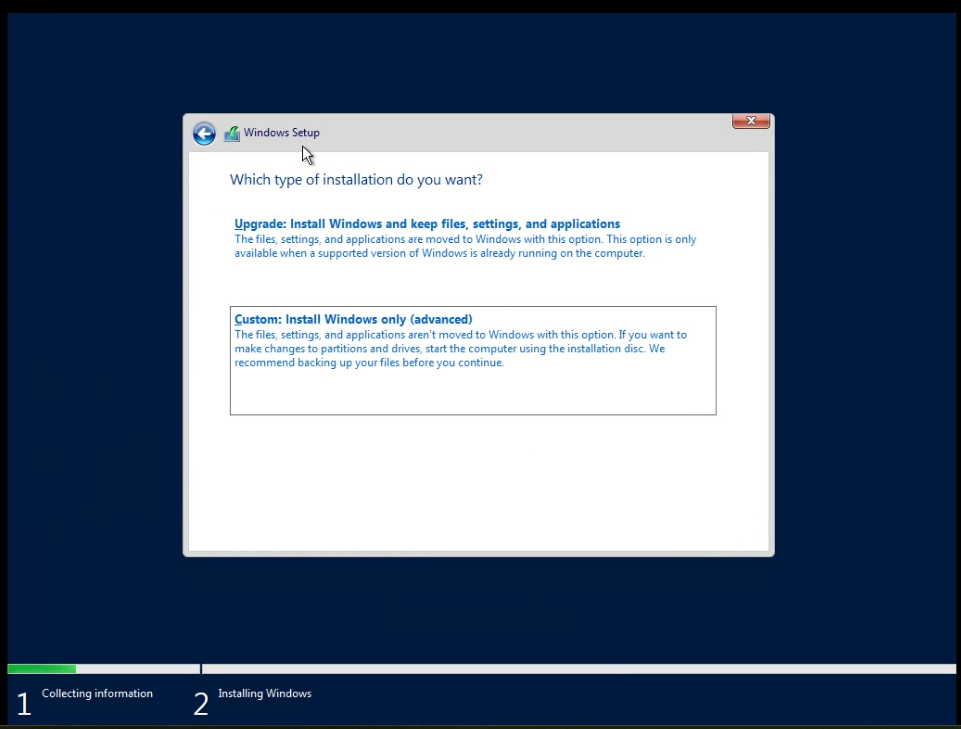 Windows Setup
Which type of installation do you want?
Upgrade: Install Windows and keep files, settings, and applications
The files, settings, and applications are moved to Windows with this option. This option is only
available when a supported version of Windows is already running on the computer.
Custom: Install Windows only (advanced)
The files, settings, and applications aren't moved to Windows with this option. If you want to
make changes to partitions and drives, start the computer using the installation disc. We
recommend backing up your files before you continue.
1 Collecting information
2 Installing Windows